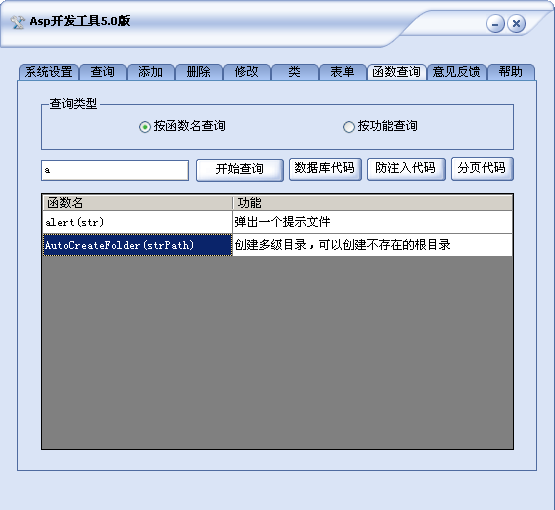 Asp开发工具5.0版
系统设置 查询 添加 删除 修改 类 表单 函数查询 意见反馈 帮助
查询类型
按函数名查询 按功能查询
a 开始查询 数据库代码 防注入代码 分页代码
函数名 功能
alert(str) 弹出一个提示文件
AutoCreateFolder(strPath) 创建多级目录，可以创建不存在的根目录